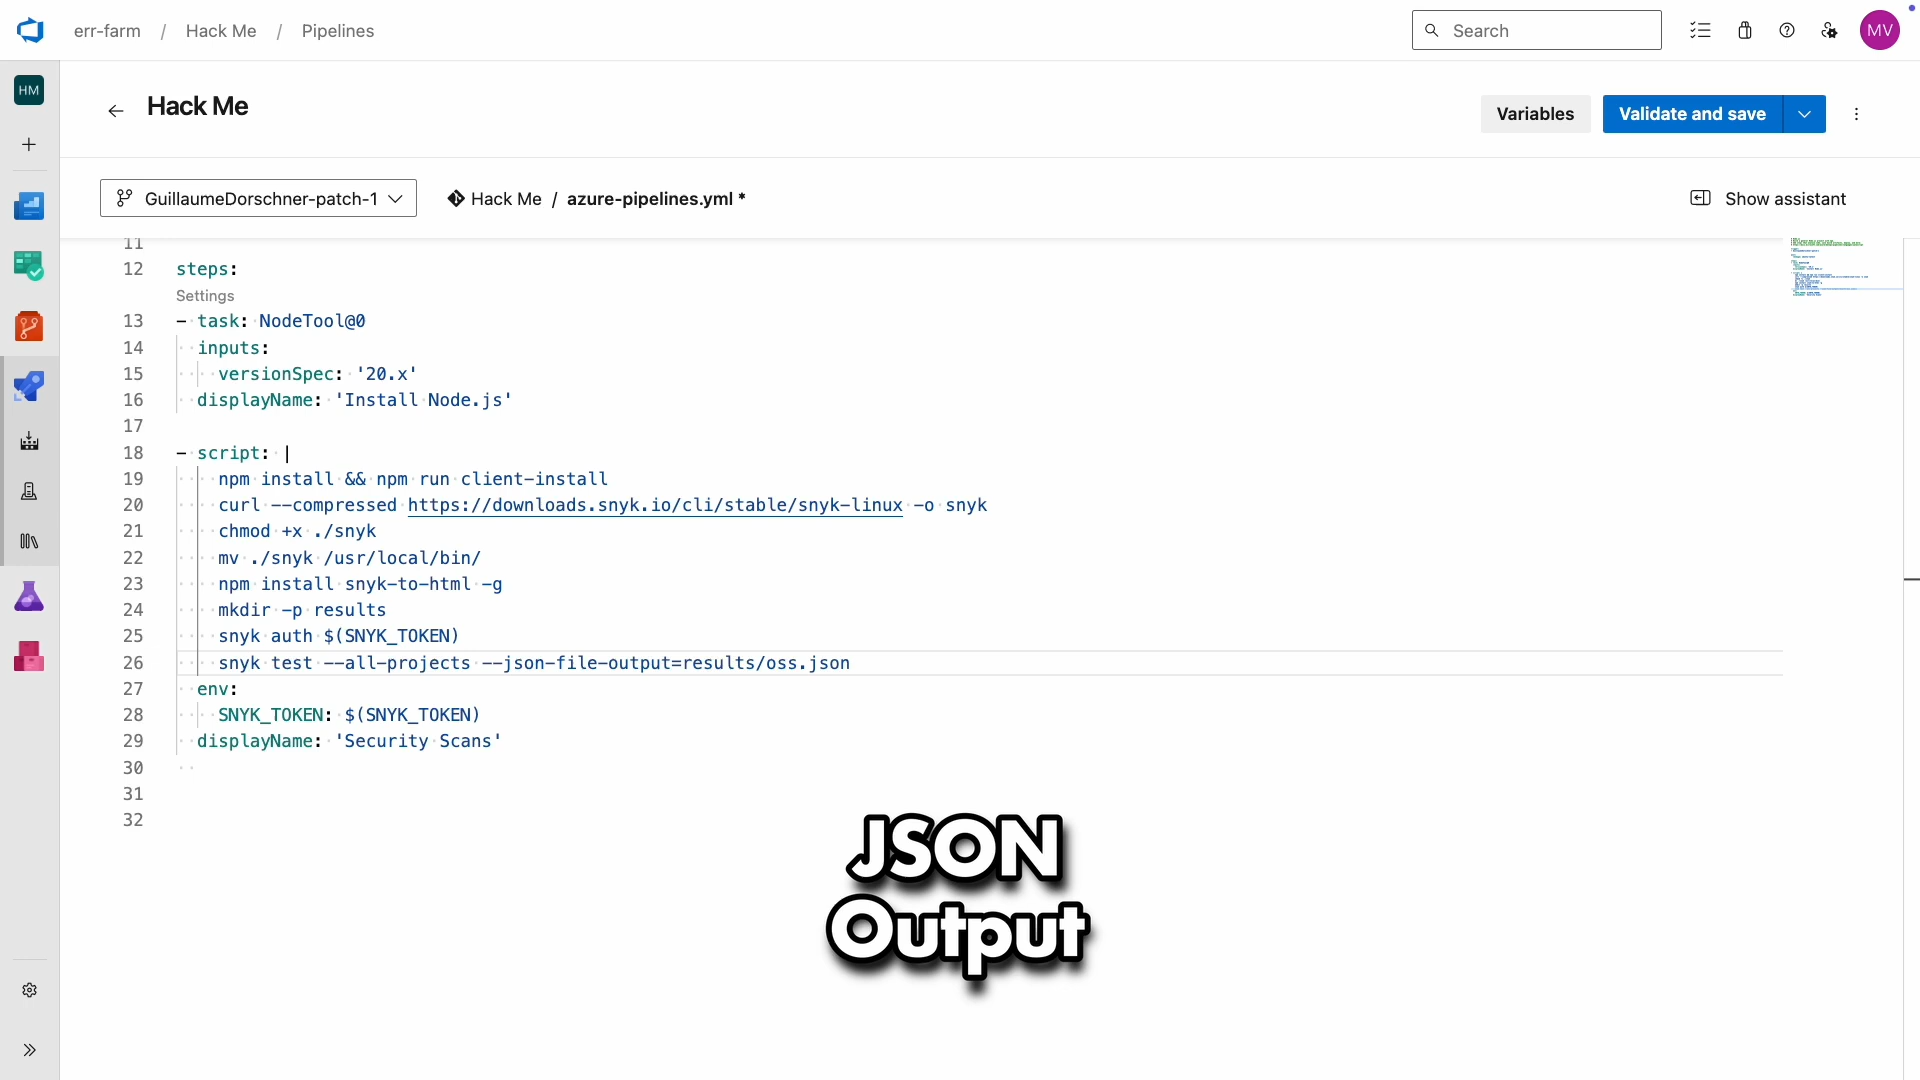 err-farm / Hack Me / Pipelines
Search
MV
HM
Hack Me
Variables
Validate and save
GuillaumeDorschner-patch-1
Hack Me / azure-pipelines.yml *
Show assistant
11
12 steps:
Settings
13 - task: NodeTool@0
14 inputs:
15 versionSpec: '20.x'
16 displayName: 'Install Node.js'
17
18 - script: |
19 npm install && npm run client-install
20 curl --compressed https://downloads.snyk.io/cli/stable/snyk-linux -o snyk
21 chmod +x ./snyk
22 mv ./snyk /usr/local/bin/
23 npm install snyk-to-html -g
24 mkdir -p results
25 snyk auth $(SNYK_TOKEN)
26 snyk test --all-projects --json-file-output=results/oss.json
27 env:
28 SNYK_TOKEN: $(SNYK_TOKEN)
29 displayName: 'Security Scans'
30
31
32
JSON
Output